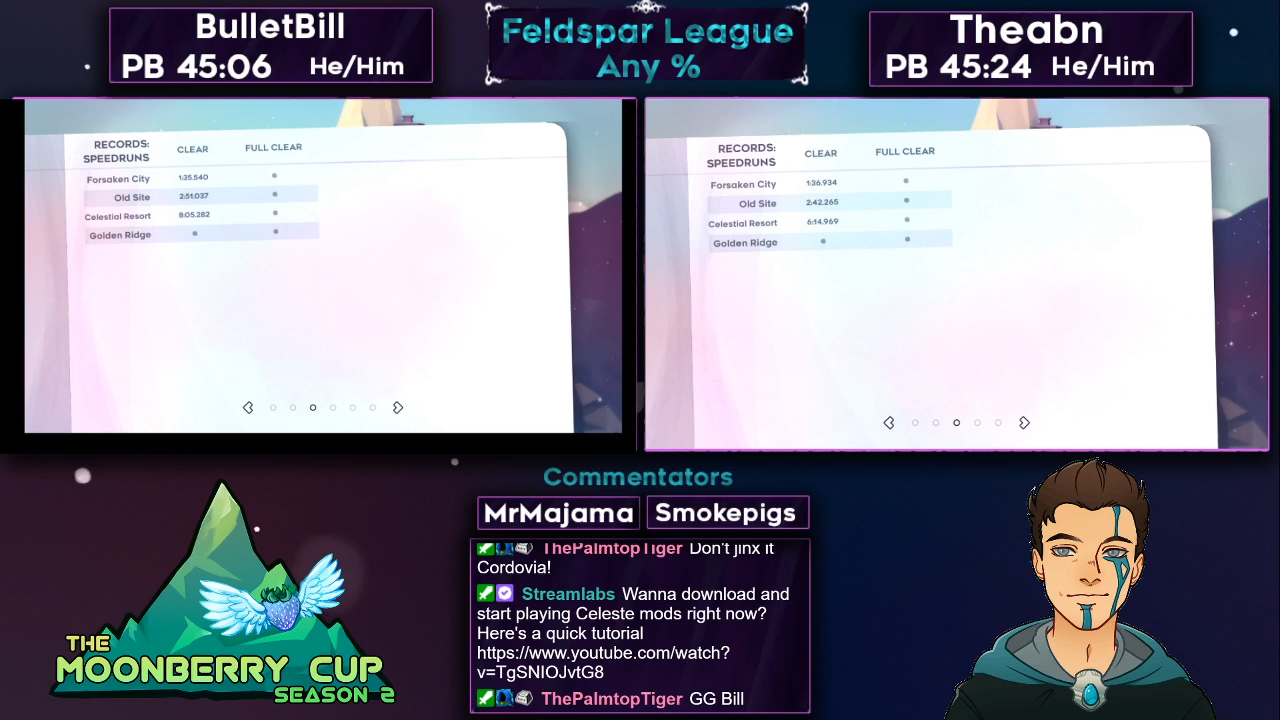 BulletBill
PB 45:06 He/Him
Feldspar League
Any %
Theabn
PB 45:24 He/Him
RECORDS:
SPEEDRUNS CLEAR FULL CLEAR
Forsaken City 1:35.540
Old Site 2:51.037
Celestial Resort 8:05.282
Golden Ridge
RECORDS:
SPEEDRUNS CLEAR FULL CLEAR
Forsaken City 1:36.934
Old Site 2:42.265
Celestial Resort 6:14.969
Golden Ridge
Commentators
MrMajama Smokepigs
ThePalmtopTiger Don't jinx it
Cordovia!
Streamlabs Wanna download and
start playing Celeste mods right now?
Here's a quick tutorial
https://www.youtube.com/watch?
v=TgSNIOJvtG8
ThePalmtopTiger GG Bill
THE
MOONBERRY CUP
SEASON 2